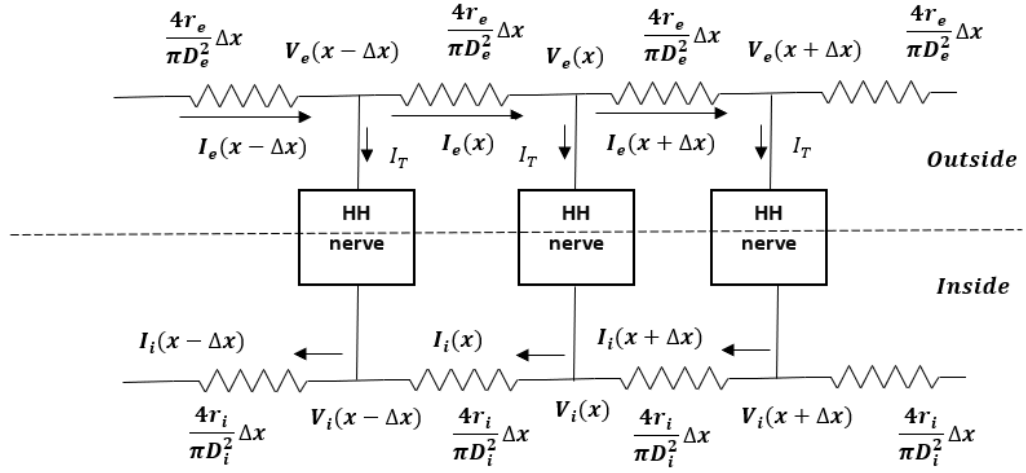 4r_e/πD_e^2 Δx
V_e(x − Δx)
4r_e/πD_e^2 Δx
V_e(x)
4r_e/πD_e^2 Δx
V_e(x + Δx)
4r_e/πD_e^2 Δx
I_e(x − Δx)
I_T
I_e(x)
I_T
I_e(x + Δx)
I_T
Outside
HH
nerve
HH
nerve
HH
nerve
Inside
I_i(x − Δx)
I_i(x)
I_i(x + Δx)
4r_i/πD_i^2 Δx
V_i(x − Δx)
4r_i/πD_i^2 Δx
V_i(x)
4r_i/πD_i^2 Δx
V_i(x + Δx)
4r_i/πD_i^2 Δx